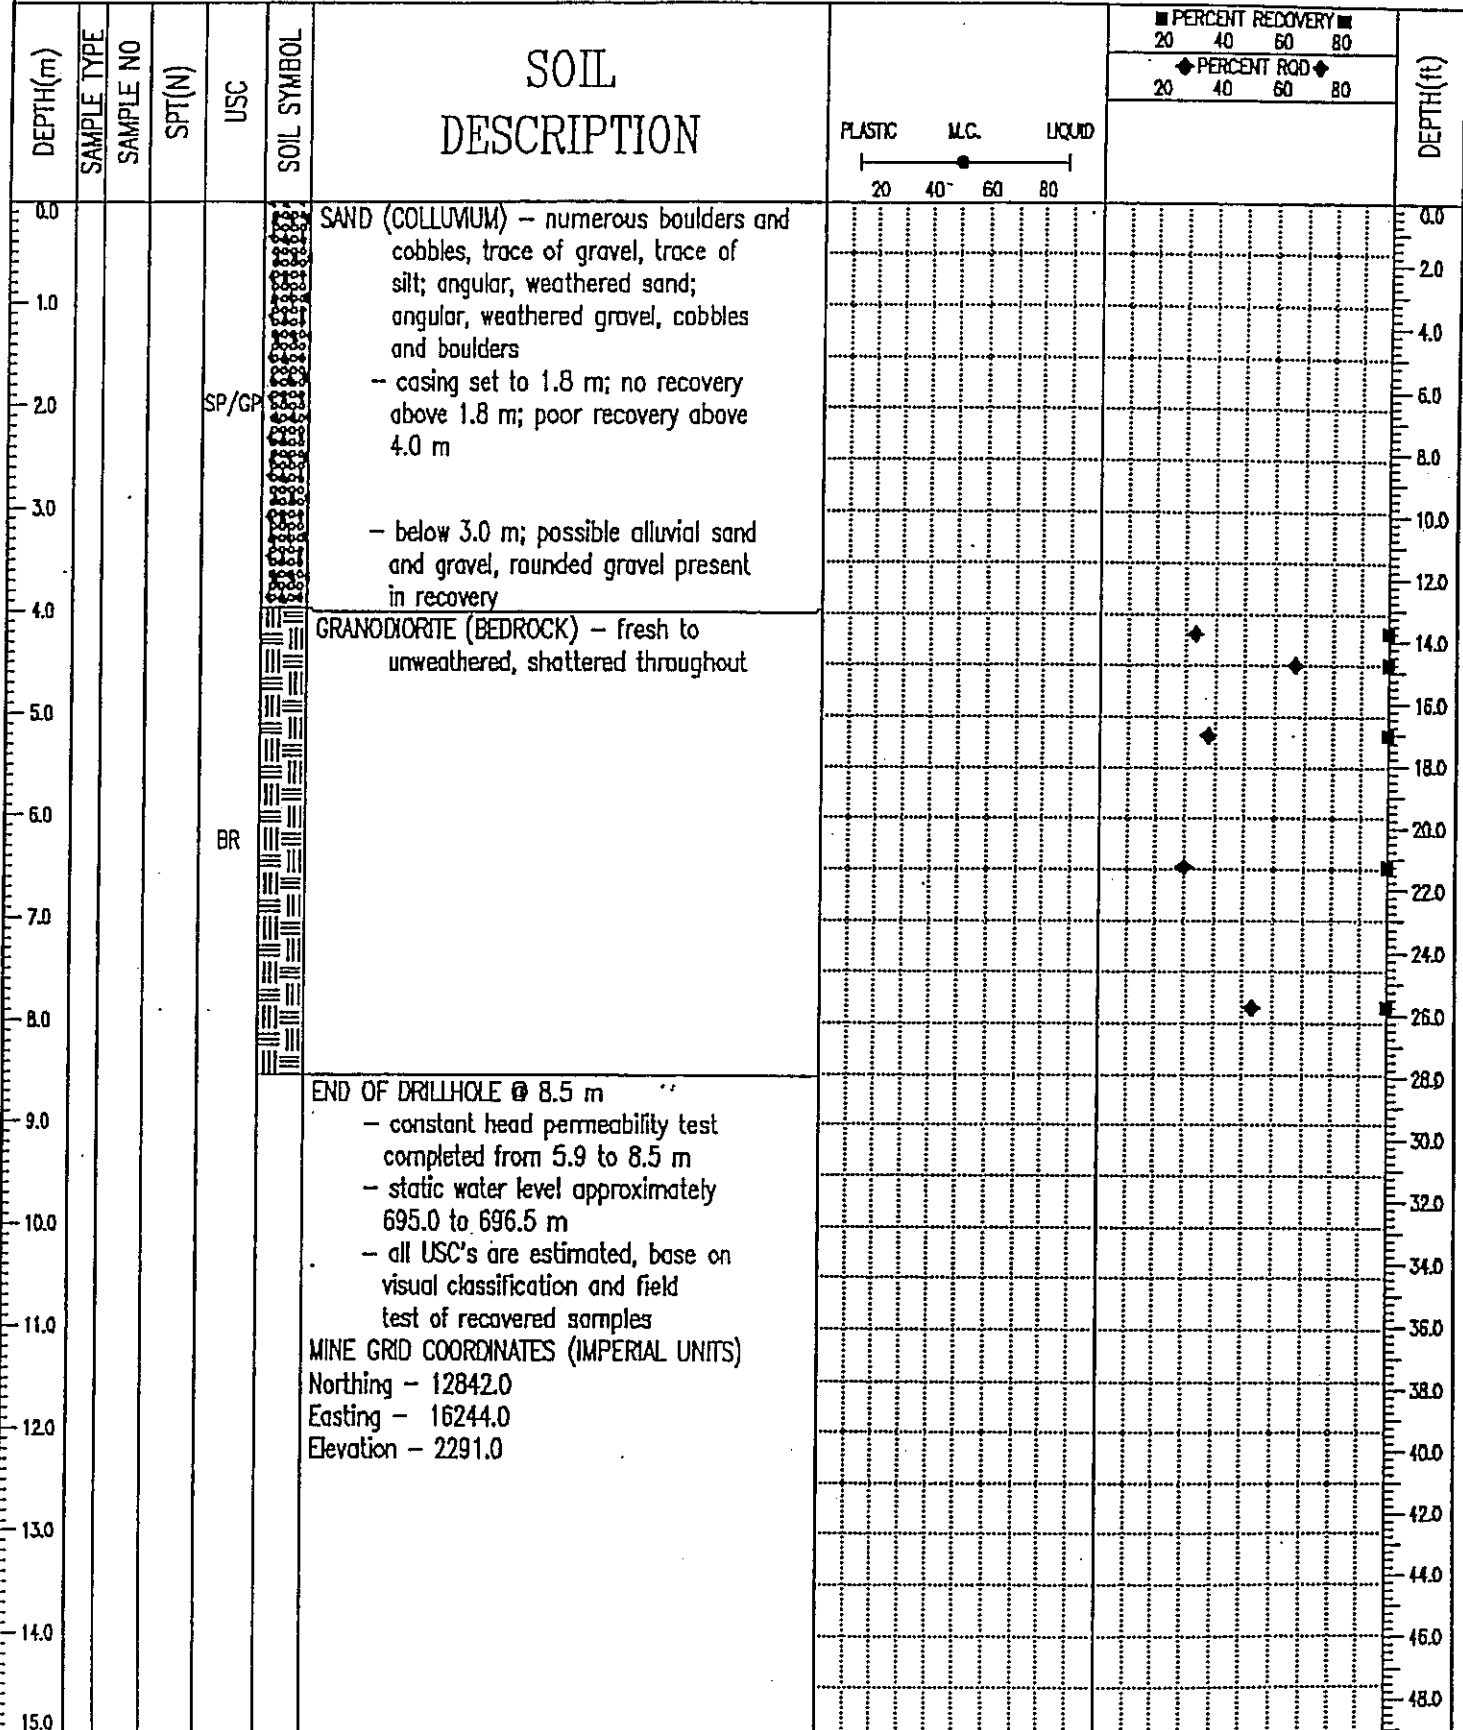 DEPTH(m)
SAMPLE TYPE
SAMPLE NO
SPT(N)
USC
SOIL SYMBOL
SOIL
DESCRIPTION
PLASTIC M.C. LIQUID
20 40 60 80
■ PERCENT RECOVERY ■
20 40 60 80
◆ PERCENT RQD ◆
20 40 60 80
DEPTH(ft)
0.0
1.0
2.0
3.0
4.0
5.0
6.0
7.0
8.0
9.0
10.0
11.0
12.0
13.0
14.0
15.0
SP/GP
BR
SAND (COLLUVIUM) – numerous boulders and
cobbles, trace of gravel, trace of
silt; angular, weathered sand;
angular, weathered gravel, cobbles
and boulders
-- casing set to 1.8 m; no recovery
above 1.8 m; poor recovery above
4.0 m
– below 3.0 m; possible alluvial sand
and gravel, rounded gravel present
in recovery
GRANODIORITE (BEDROCK) – fresh to
unweathered, shattered throughout
END OF DRILLHOLE @ 8.5 m
– constant head permeability test
completed from 5.9 to 8.5 m
– static water level approximately
695.0 to 696.5 m
– all USC's are estimated, base on
visual classification and field
test of recovered samples
MINE GRID COORDINATES (IMPERIAL UNITS)
Northing – 12842.0
Easting – 16244.0
Elevation – 2291.0
0.0
2.0
4.0
6.0
8.0
10.0
12.0
14.0
16.0
18.0
20.0
22.0
24.0
26.0
28.0
30.0
32.0
34.0
36.0
38.0
40.0
42.0
44.0
46.0
48.0